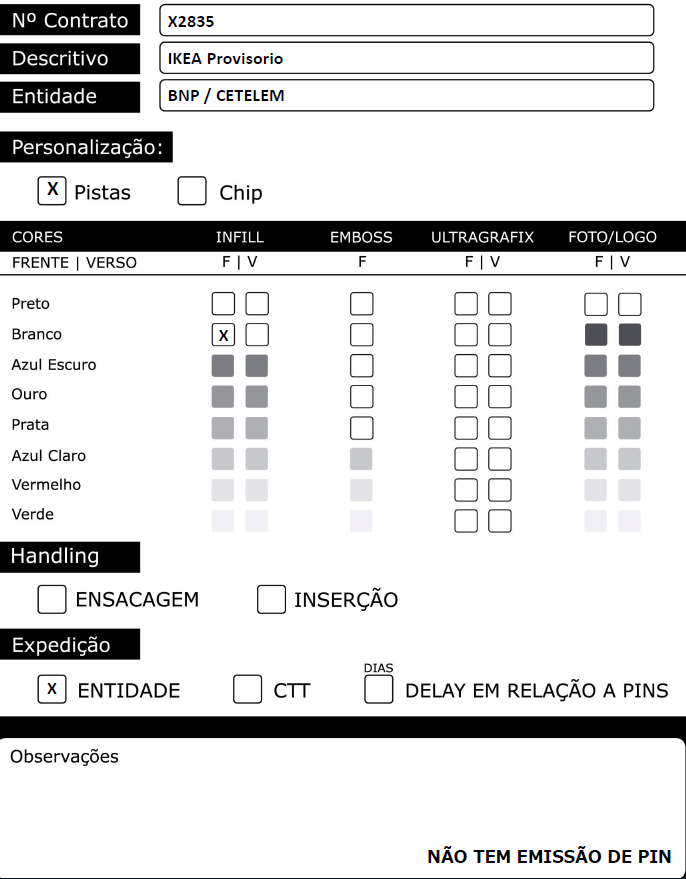 Nº Contrato X2835
Descritivo IKEA Provisorio
Entidade BNP / CETELEM
Personalização:
X Pistas Chip
CORES INFILL EMBOSS ULTRAGRAFIX FOTO/LOGO
FRENTE | VERSO F | V F F | V F | V
Preto
Branco X
Azul Escuro
Ouro
Prata
Azul Claro
Vermelho
Verde
Handling
ENSACAGEM INSERÇÃO
Expedição
DIAS
X ENTIDADE CTT DELAY EM RELAÇÃO A PINS
Observações
NÃO TEM EMISSÃO DE PIN